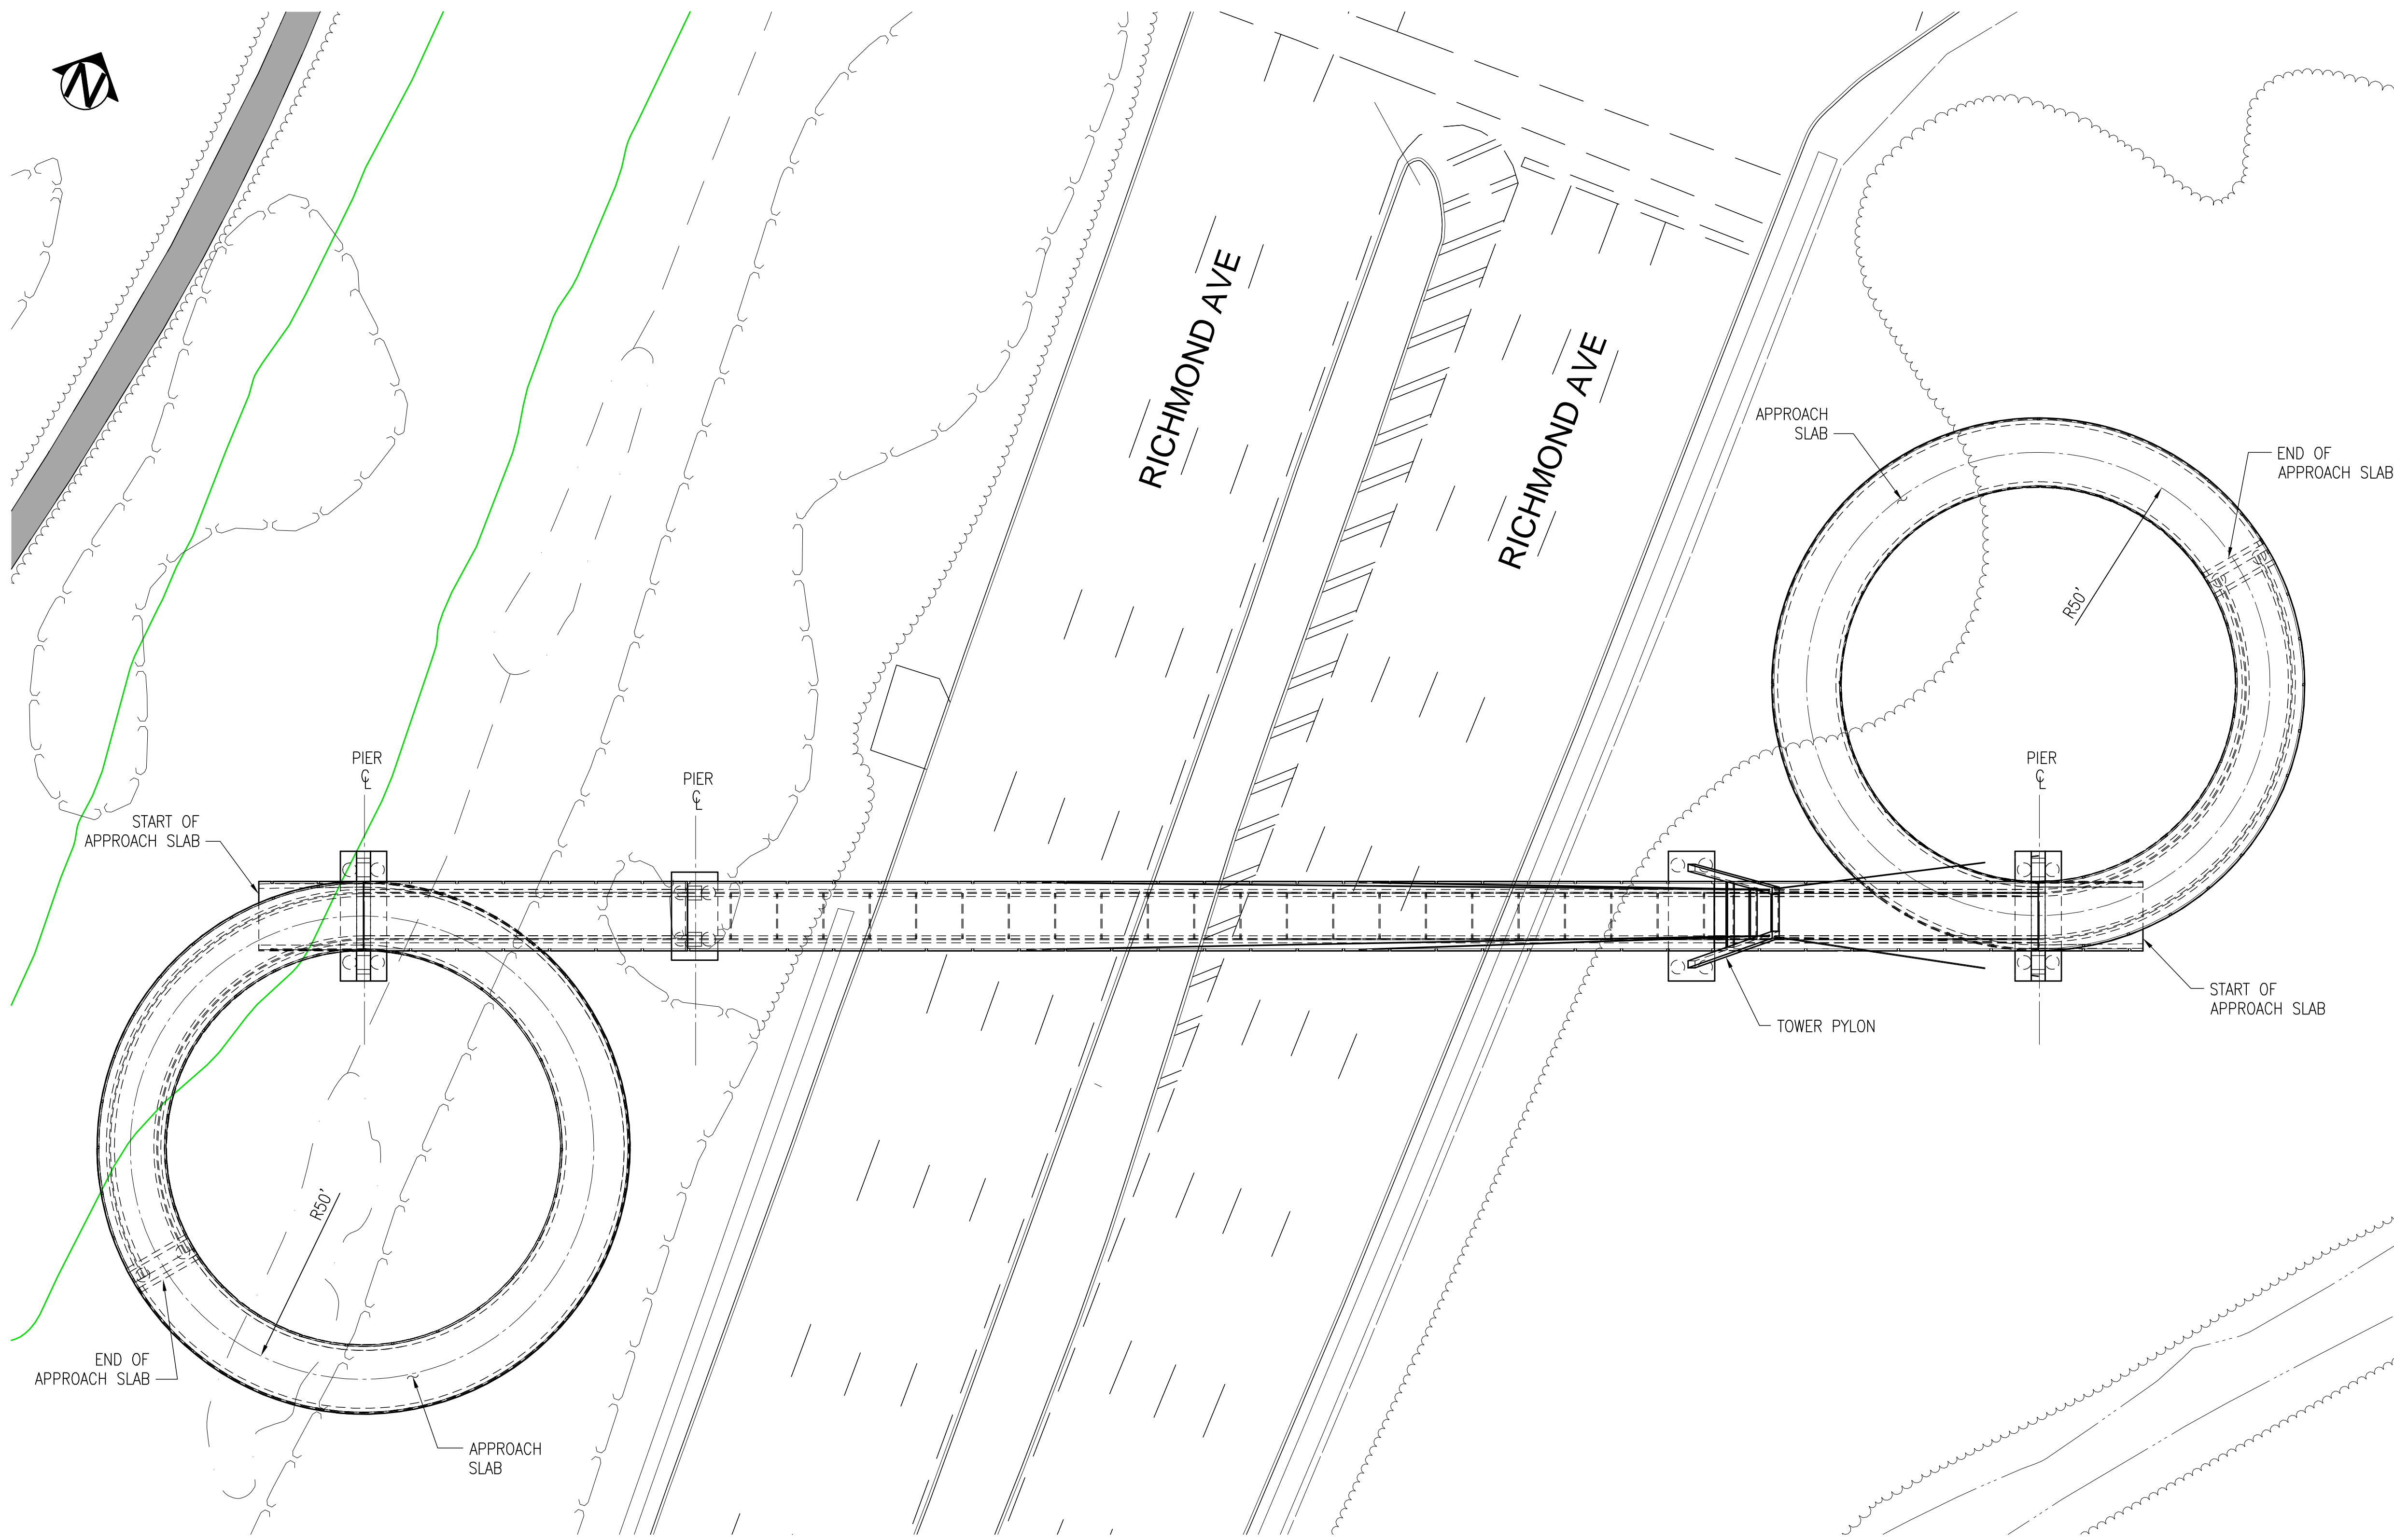 N
RICHMOND AVE
RICHMOND AVE
APPROACH
SLAB
END OF
APPROACH SLAB
R50'
PIER
℄
PIER
℄
PIER
℄
START OF
APPROACH SLAB
START OF
APPROACH SLAB
TOWER PYLON
R50'
END OF
APPROACH SLAB
APPROACH
SLAB